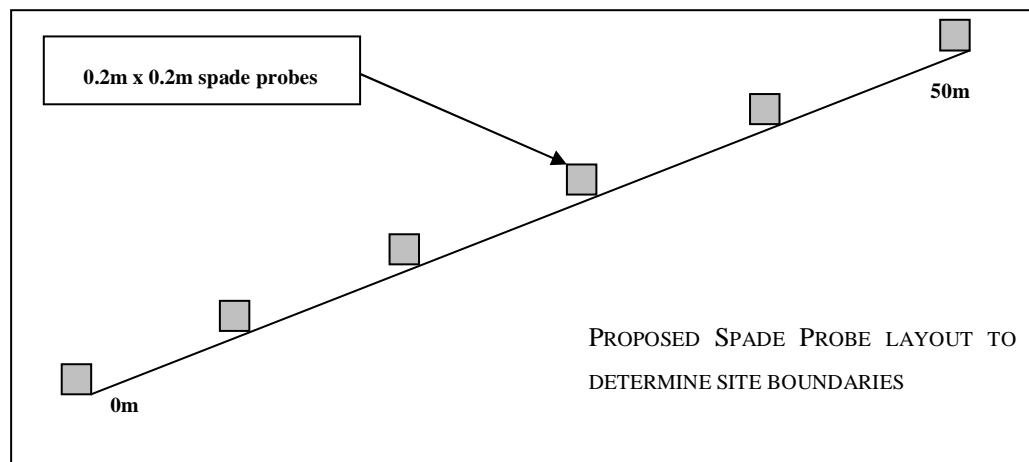 0.2m x 0.2m spade probes
50m
PROPOSED SPADE PROBE LAYOUT TO
DETERMINE SITE BOUNDARIES
0m